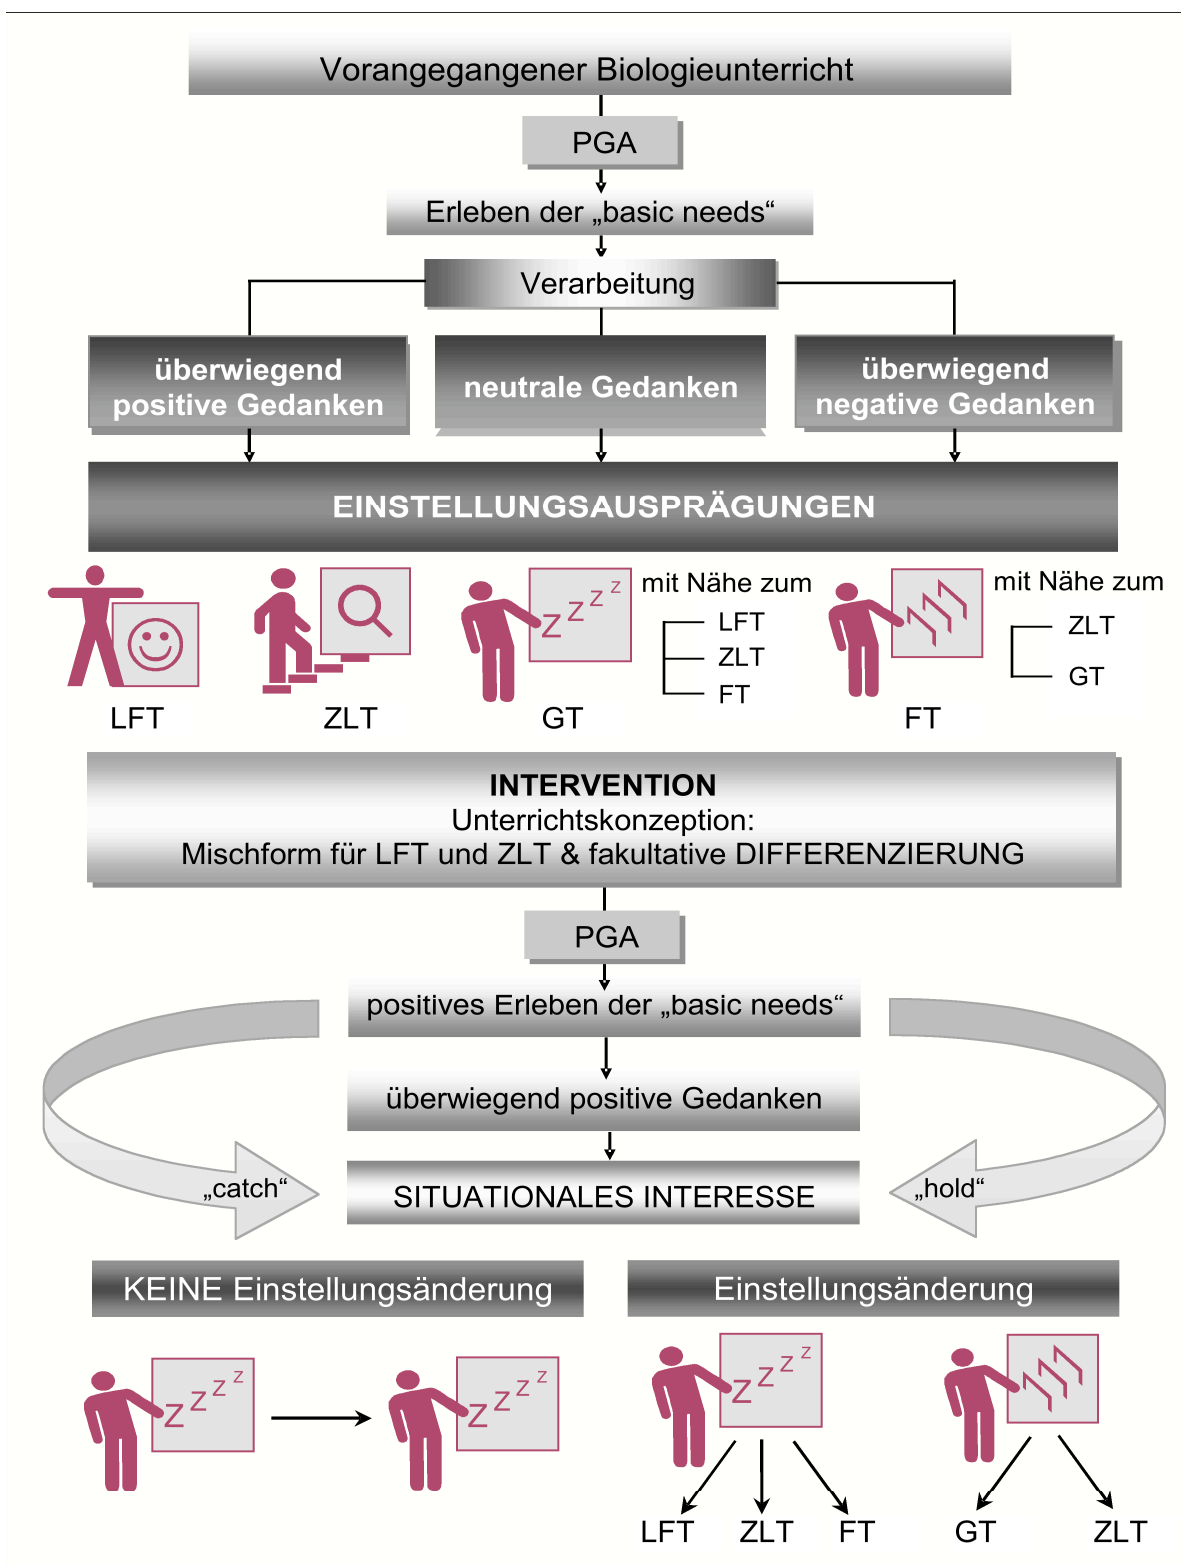 Vorangegangener Biologieunterricht
PGA
Erleben der „basic needs“
Verarbeitung
überwiegend
positive Gedanken
neutrale Gedanken
überwiegend
negative Gedanken
EINSTELLUNGSAUSPRÄGUNGEN
z z z z
mit Nähe zum
LFT
ZLT
FT
mit Nähe zum
ZLT
GT
LFT
ZLT
GT
FT
INTERVENTION
Unterrichtskonzeption:
Mischform für LFT und ZLT & fakultative DIFFERENZIERUNG
PGA
positives Erleben der „basic needs“
überwiegend positive Gedanken
„catch“
SITUATIONALES INTERESSE
„hold“
KEINE Einstellungsänderung
Einstellungsänderung
z z z z
z z z z
z z z z
LFT
ZLT
FT
GT
ZLT